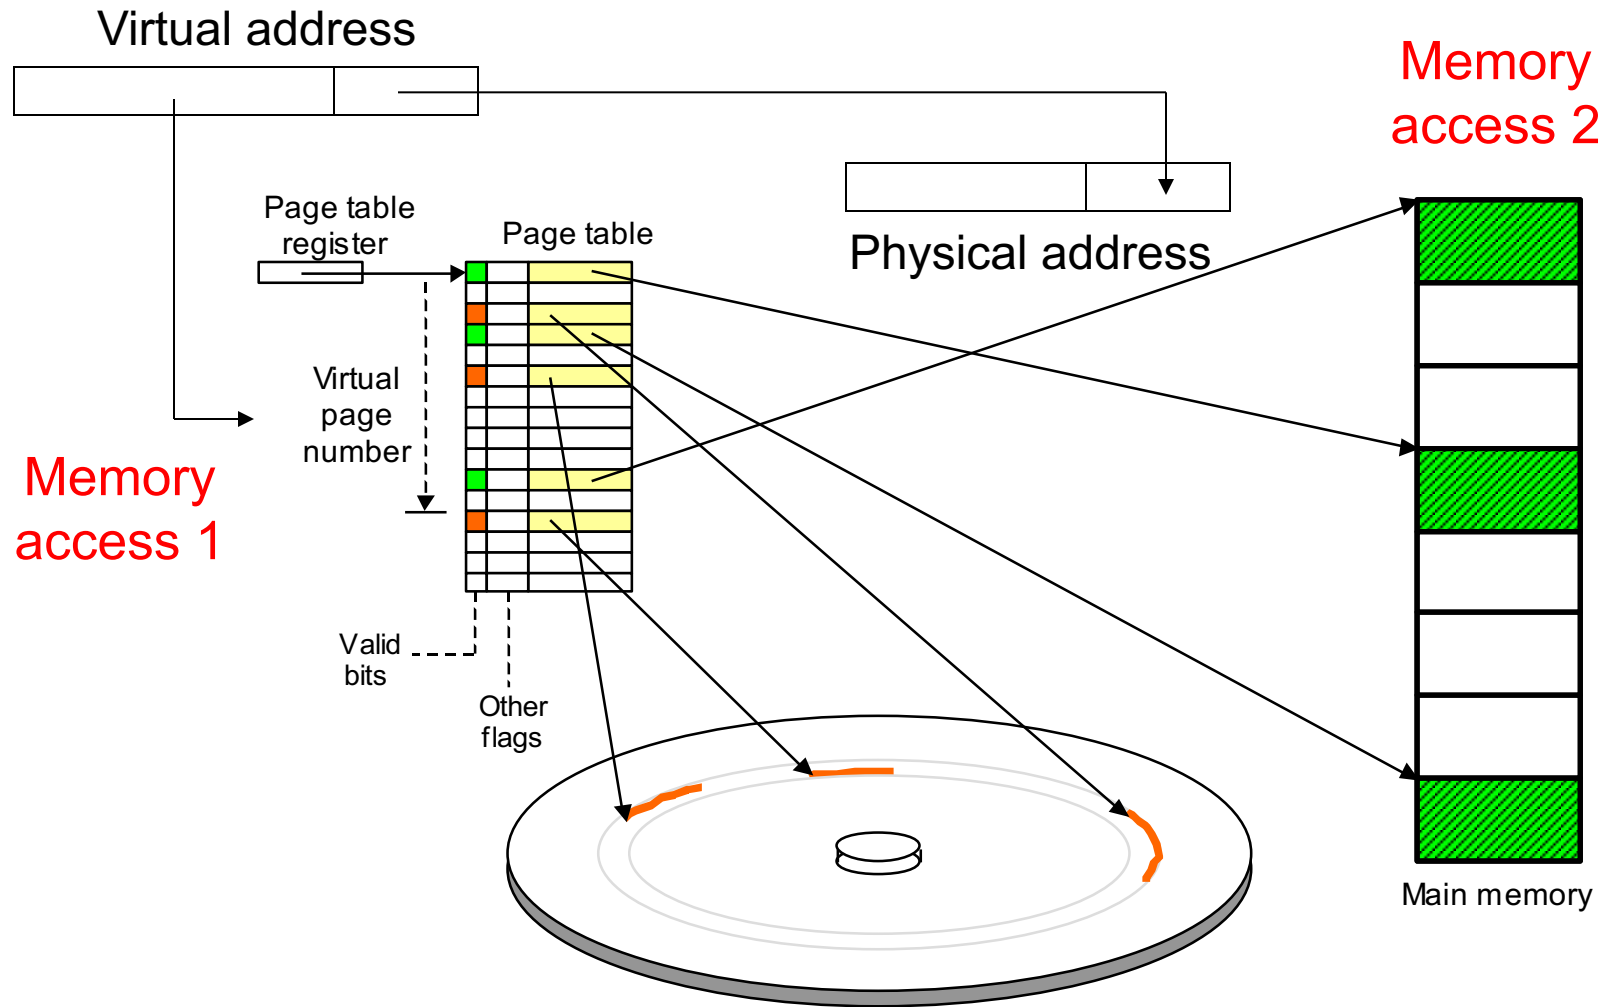 Virtual address
Memory
access 2
Page table
register
Page table
Physical address
Virtual
page
number
Memory
access 1
Valid
bits
Other
flags
Main memory